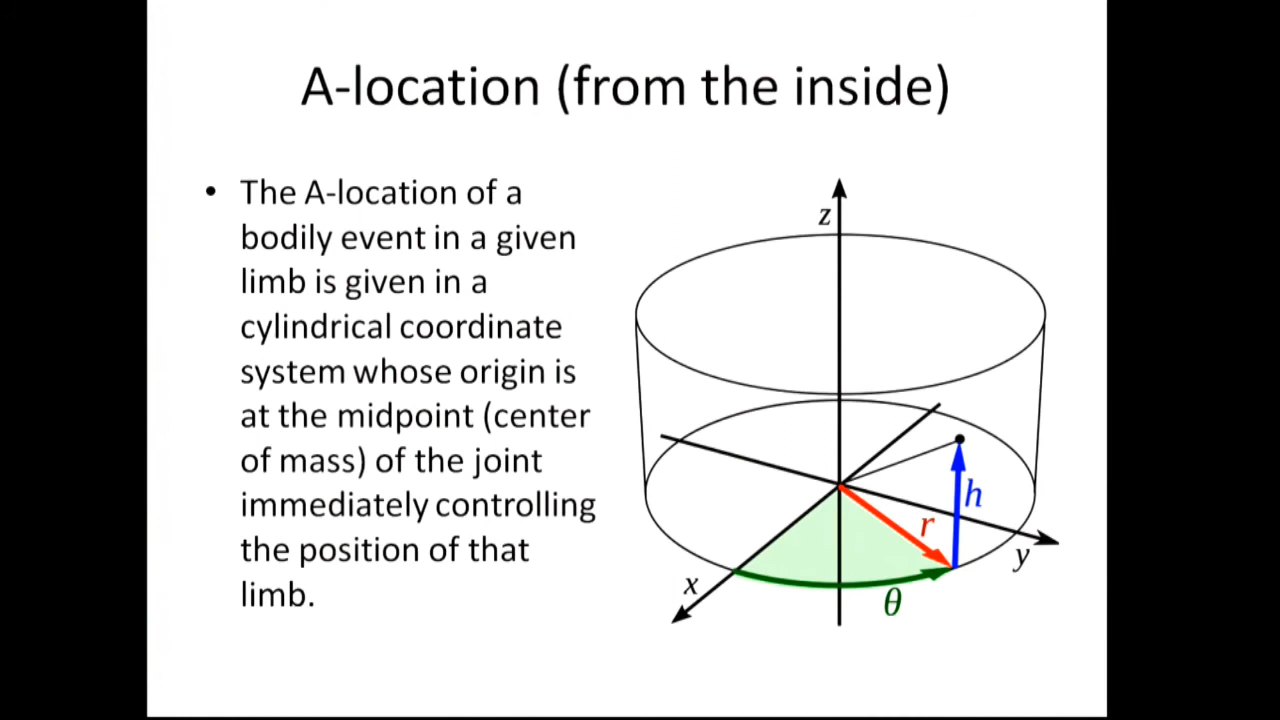 A-location (from the inside)
• The A-location of a
bodily event in a given
limb is given in a
cylindrical coordinate
system whose origin is
at the midpoint (center
of mass) of the joint
immediately controlling
the position of that
limb.
z
h
r
y
x
θ